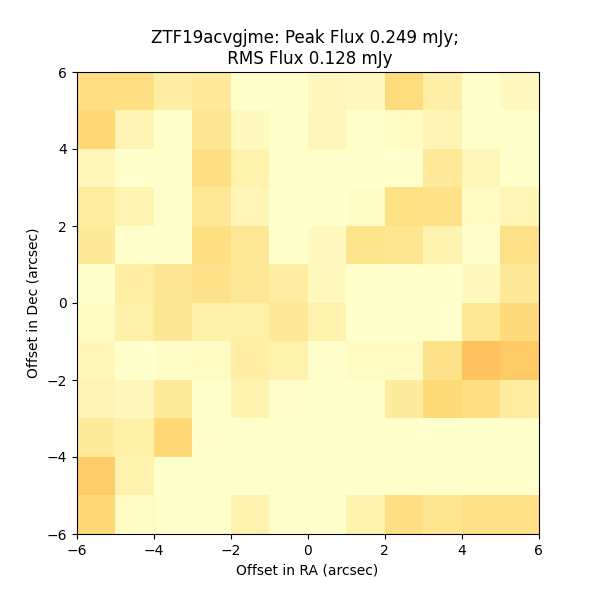 ZTF19acvgjme: Peak Flux 0.249 mJy;
RMS Flux 0.128 mJy
6
4
2
0
−2
−4
−6
Offset in Dec (arcsec)
−6 −4 −2 0 2 4 6
Offset in RA (arcsec)